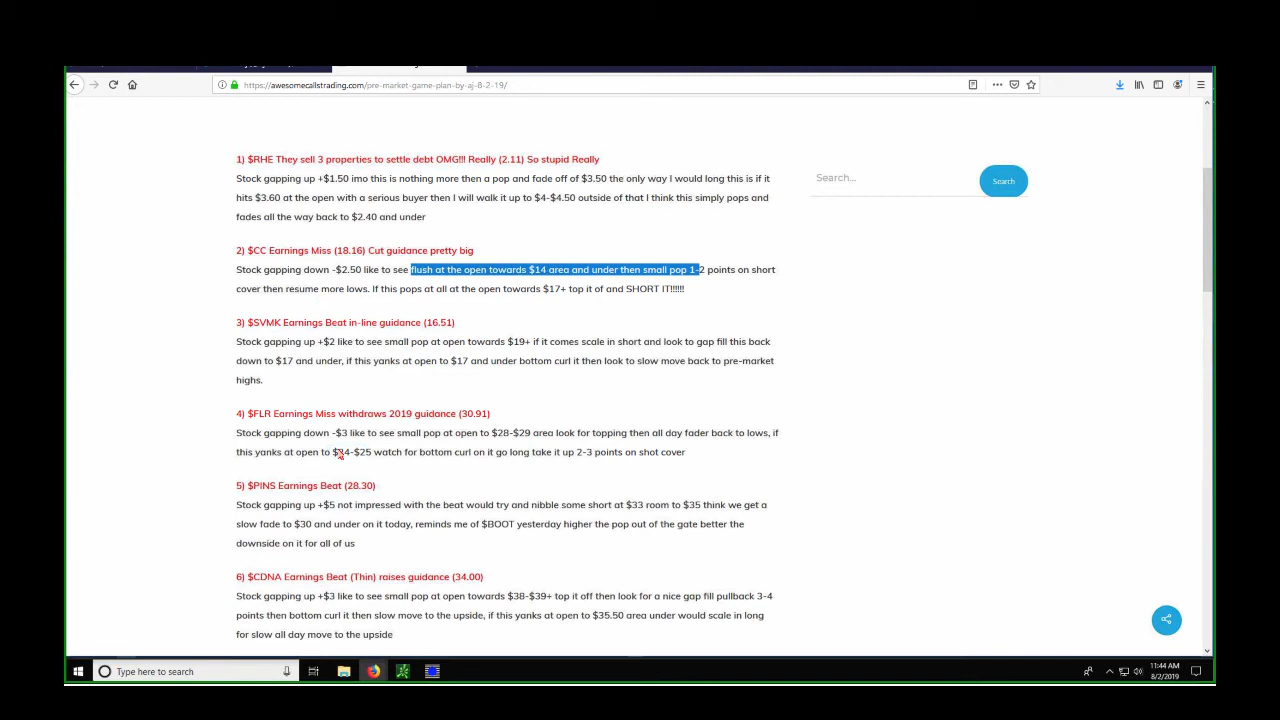 https://awesomecallstrading.com/pre-market-game-plan-by-aj-8-2-19/
1) $RHE They sell 3 properties to settle debt OMG!!! Really (2.11) So stupid Really
Stock gapping up +$1.50 imo this is nothing more then a pop and fade off of $3.50 the only way I would long this is if it
hits $3.60 at the open with a serious buyer then I will walk it up to $4-$4.50 outside of that I think this simply pops and
fades all the way back to $2.40 and under
Search...
Search
2) $CC Earnings Miss (18.16) Cut guidance pretty big
Stock gapping down -$2.50 like to see flush at the open towards $14 area and under then small pop 1-2 points on short
cover then resume more lows. If this pops at all at the open towards $17+ top it of and SHORT IT!!!!!!
3) $SVMK Earnings Beat in-line guidance (16.51)
Stock gapping up +$2 like to see small pop at open towards $19+ if it comes scale in short and look to gap fill this back
down to $17 and under, if this yanks at open to $17 and under bottom curl it then look to slow move back to pre-market
highs.
4) $FLR Earnings Miss withdraws 2019 guidance (30.91)
Stock gapping down -$3 like to see small pop at open to $28-$29 area look for topping then all day fader back to lows, if
this yanks at open to $24-$25 watch for bottom curl on it go long take it up 2-3 points on shot cover
5) $PINS Earnings Beat (28.30)
Stock gapping up +$5 not impressed with the beat would try and nibble some short at $33 room to $35 think we get a
slow fade to $30 and under on it today, reminds me of $BOOT yesterday higher the pop out of the gate better the
downside on it for all of us
6) $CDNA Earnings Beat (Thin) raises guidance (34.00)
Stock gapping up +$3 like to see small pop at open towards $38-$39+ top it off then look for a nice gap fill pullback 3-4
points then bottom curl it then slow move to the upside, if this yanks at open to $35.50 area under would scale in long
for slow all day move to the upside
Type here to search
11:44 AM
8/2/2019